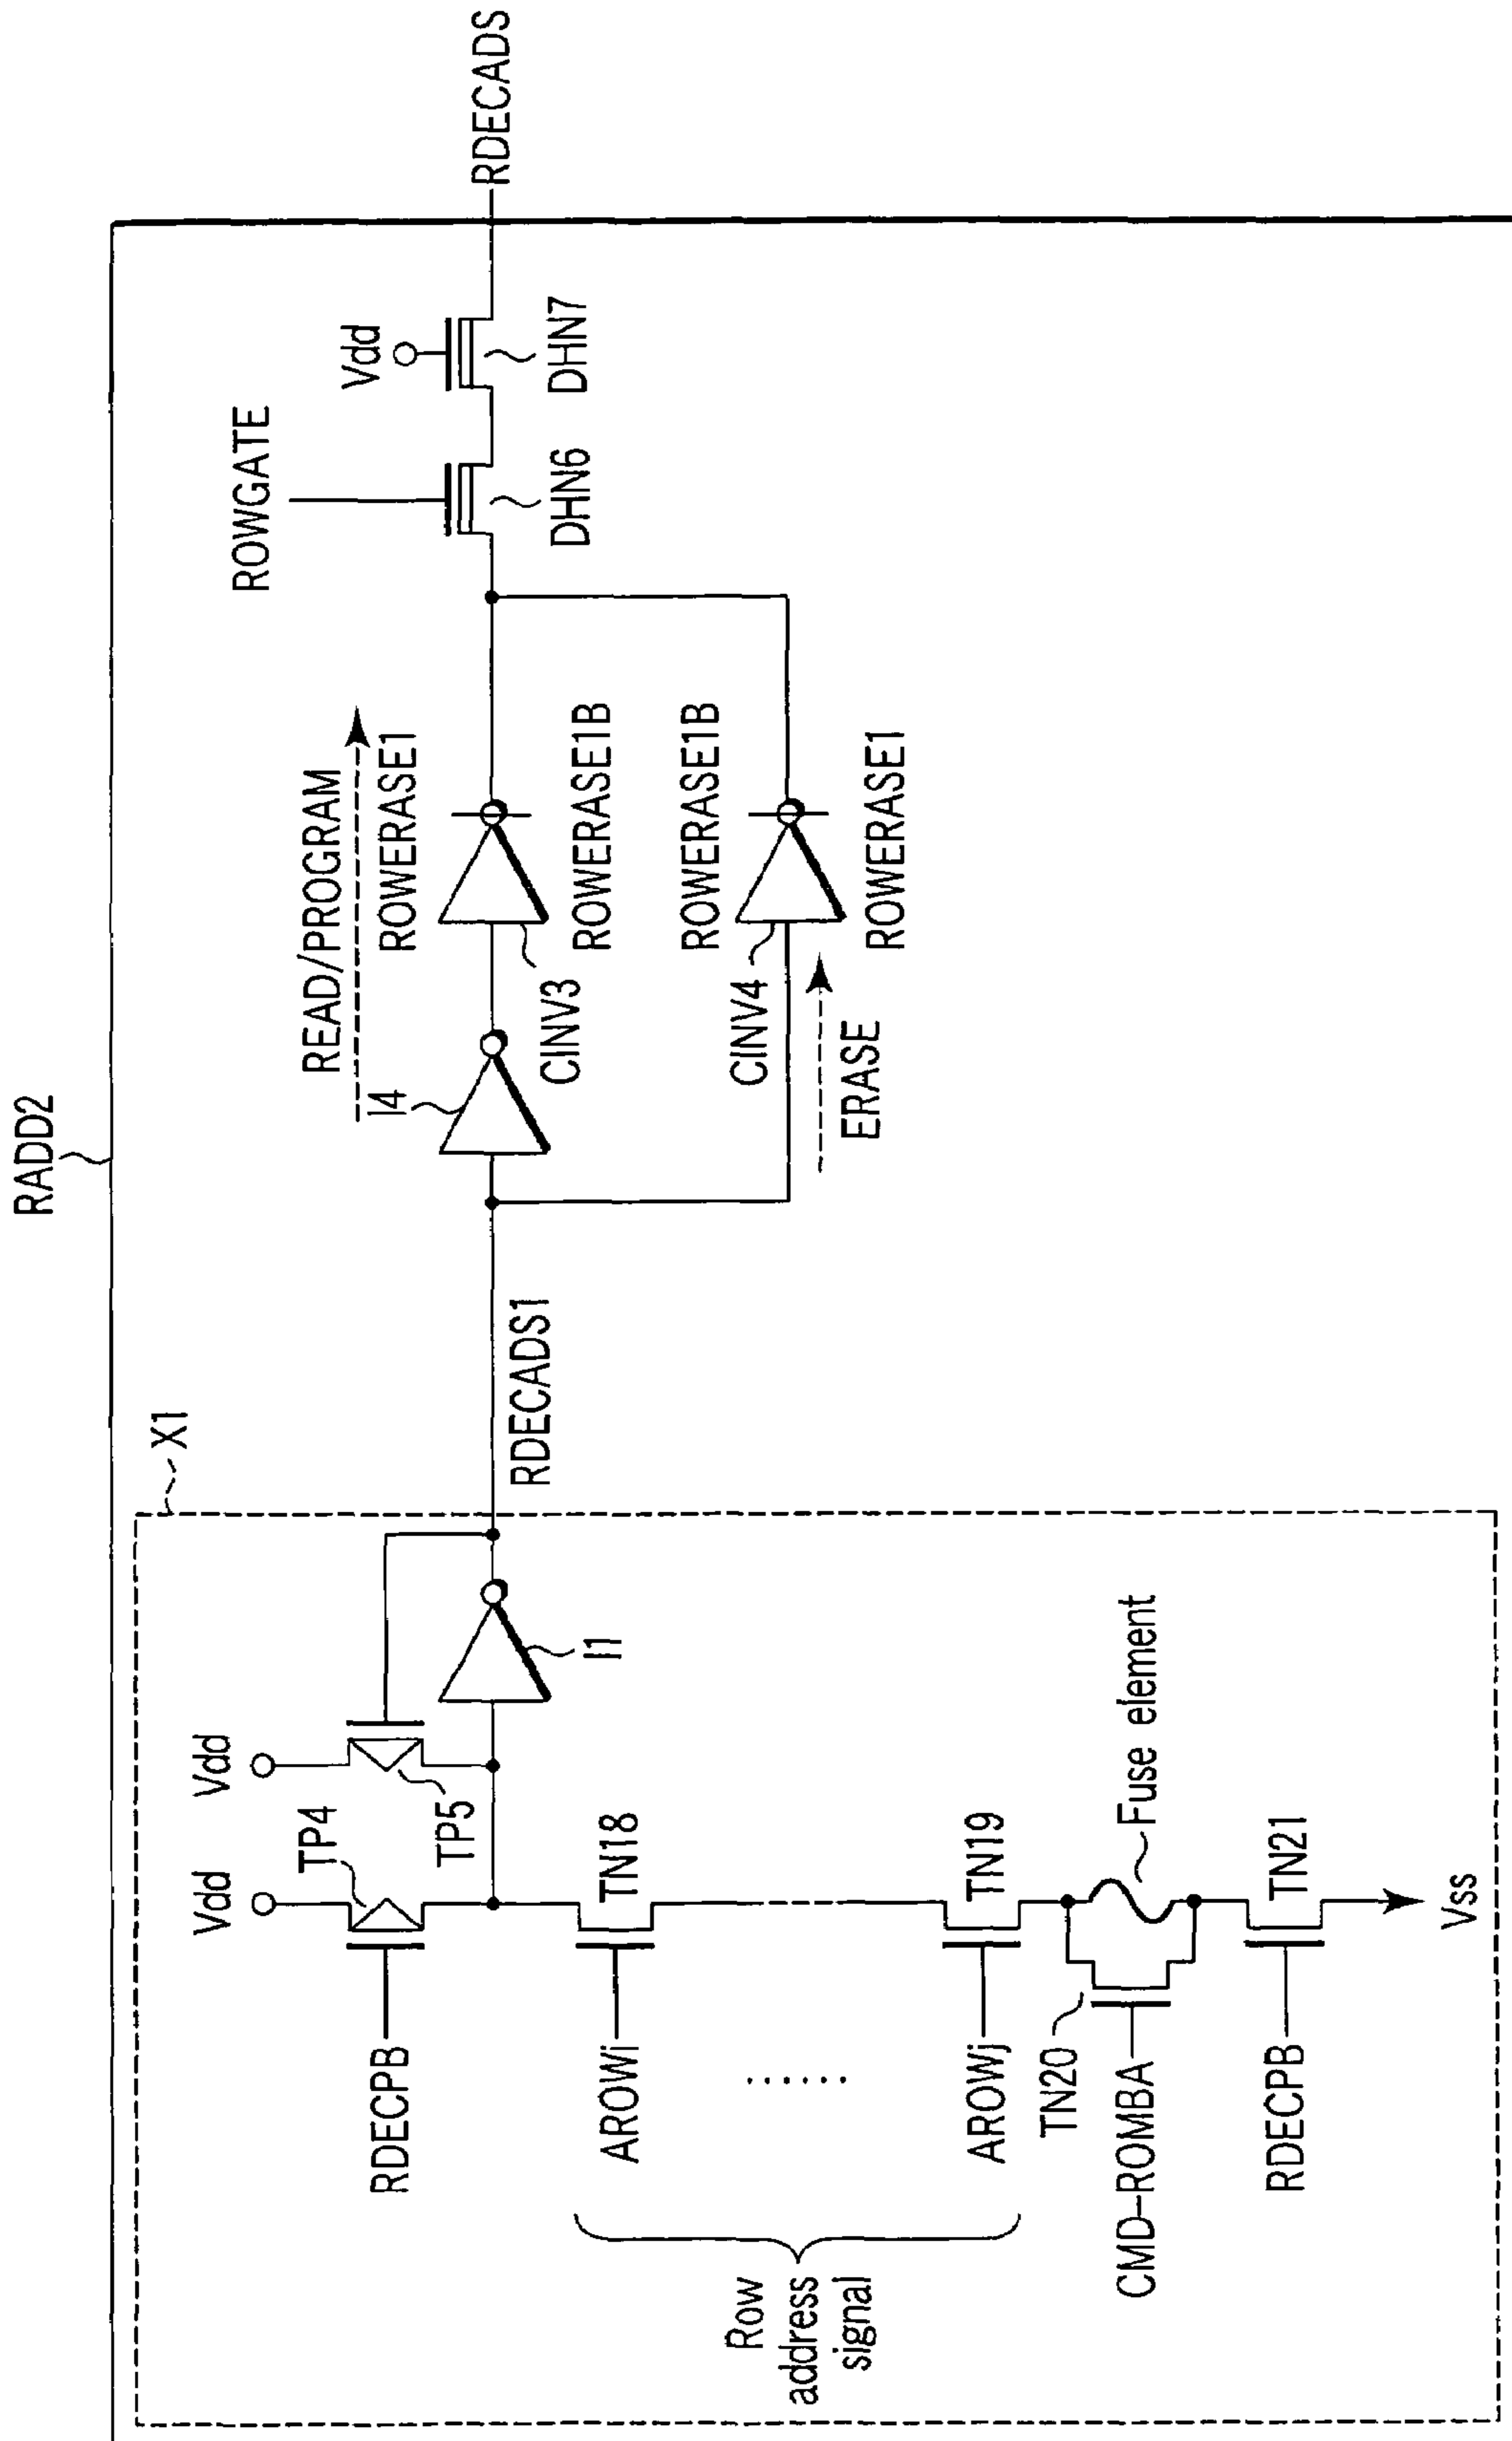 RADD2
X1
Vdd
Vdd
TP4
TP5
RDECPB
I1
RDECADS1
READ/PROGRAM
I4
ROWERASE1
CINV3
ROWERASE1B
ROWERASE1B
CINV4
ROWERASE1
ERASE
ROWGATE
Vdd
DHN6
DHN7
RDECADS
AROWi
TN18
......
AROWj
TN19
Row
address
signal
TN20
CMD-ROMBA
Fuse element
RDECPB
TN21
Vss